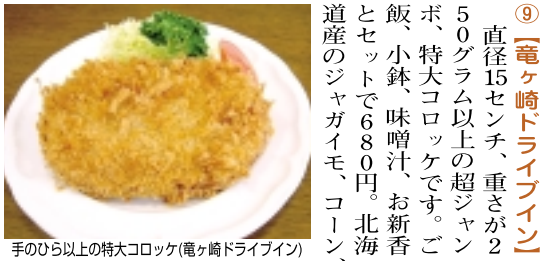 ⑨【竜ヶ崎ドライブイン】
直径15センチ、重さが2
50グラム以上の超ジャン
ボ、特大コロッケです。ご
飯、小鉢、味噌汁、お新香
とセットで680円。北海
道産のジャガイモ、コーン、
手のひら以上の特大コロッケ(竜ヶ崎ドライブイン)